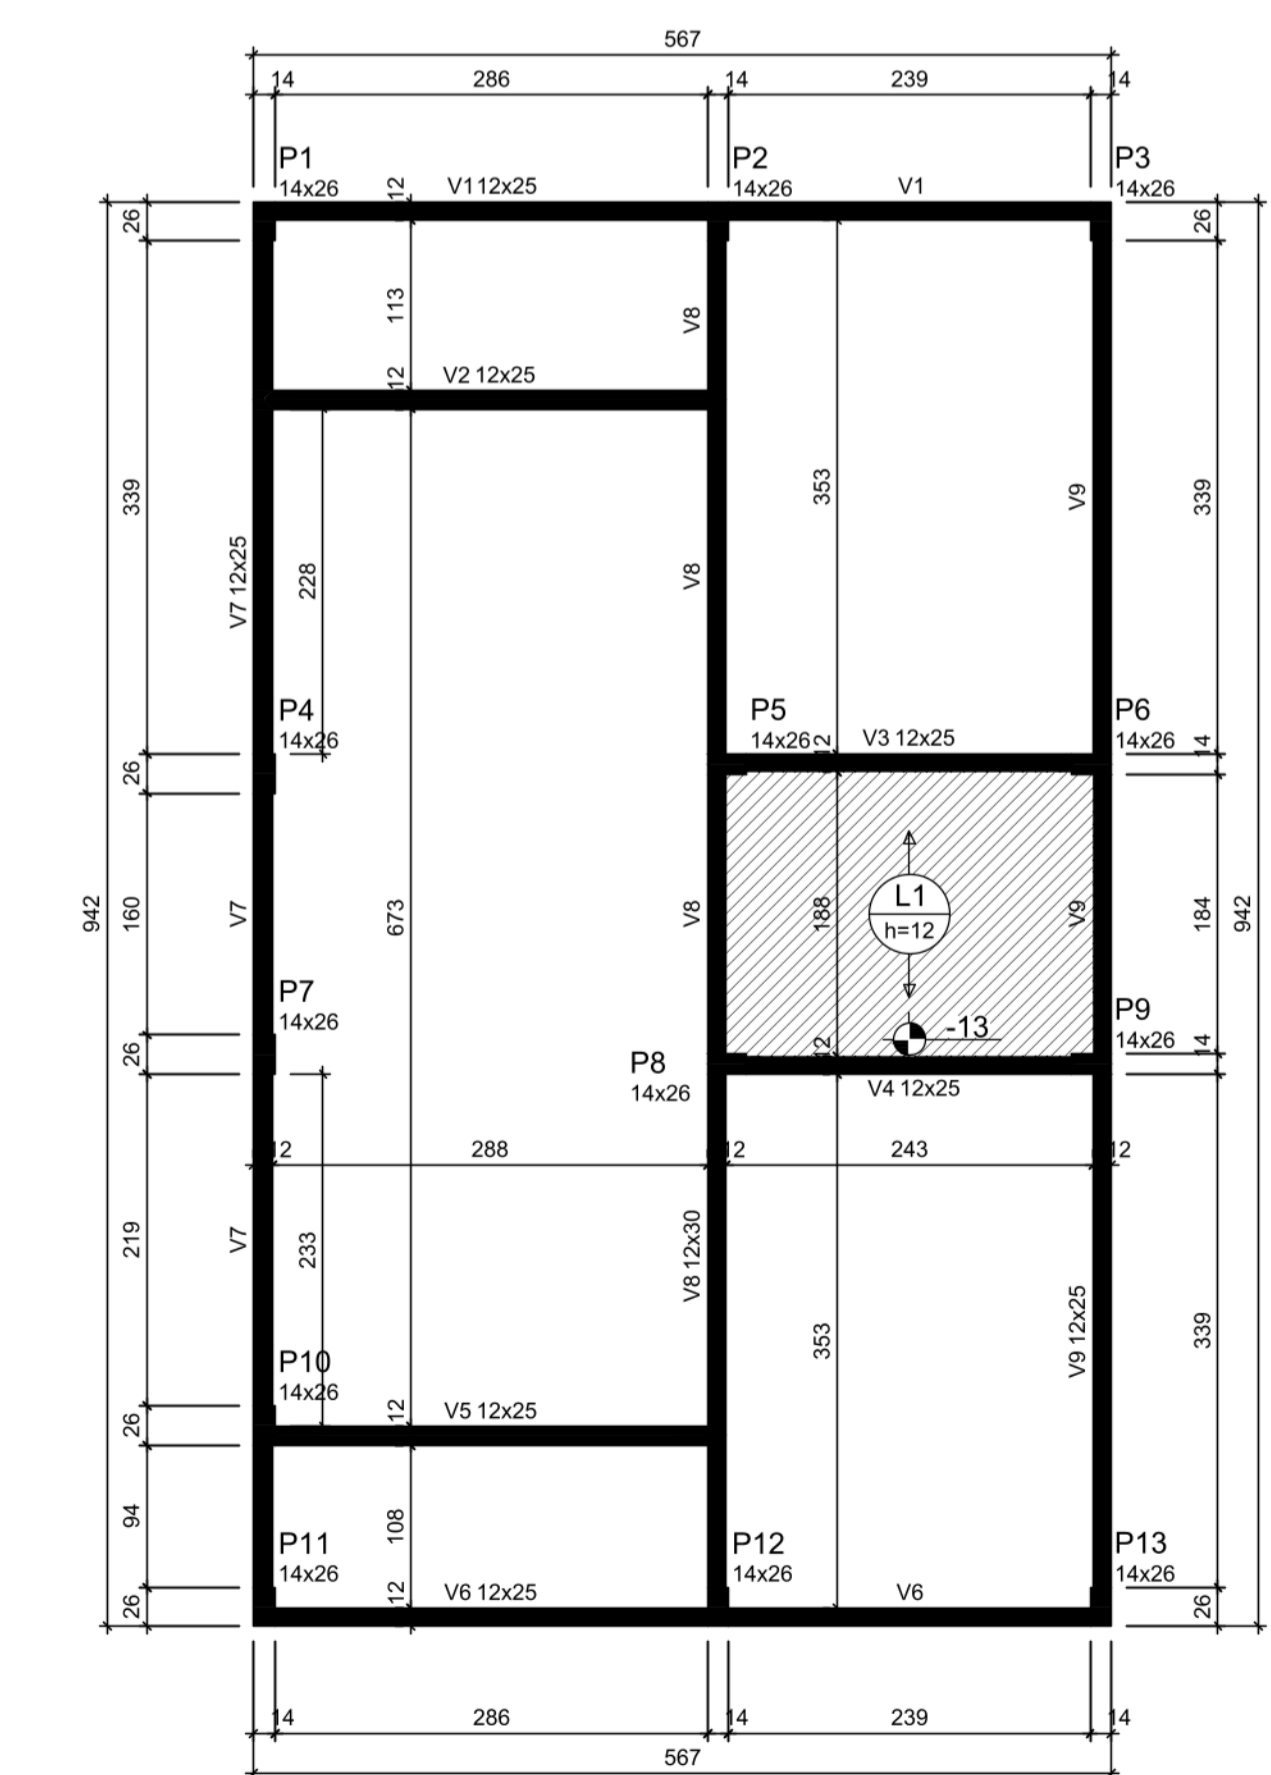 567
14 286 14 239 14
P1 P2 P3
14x26 12 V112x25 14x26 V1 14x26
26 26
113 V8
12 V2 12x25
339 353 V9 339
V7 12x25 228 V8
P4 P5 P6
14x26 14x26 12 V3 12x25 14x26 14
26
L1
942 160 V7 673 V8 188 h=12 V9 184 942
P7 P9
14x26 -13 14x26
26 12 14
P8
14x26 V4 12x25
12 288 12 243 12
219 V7 233 V8 12x30
353 V9 12x25 339
P10
14x26
26 12 V5 12x25
94 108
P11 P12 P13
14x26 14x26 14x26
26 12 V6 12x25 V6 26
14 286 14 239 14
567